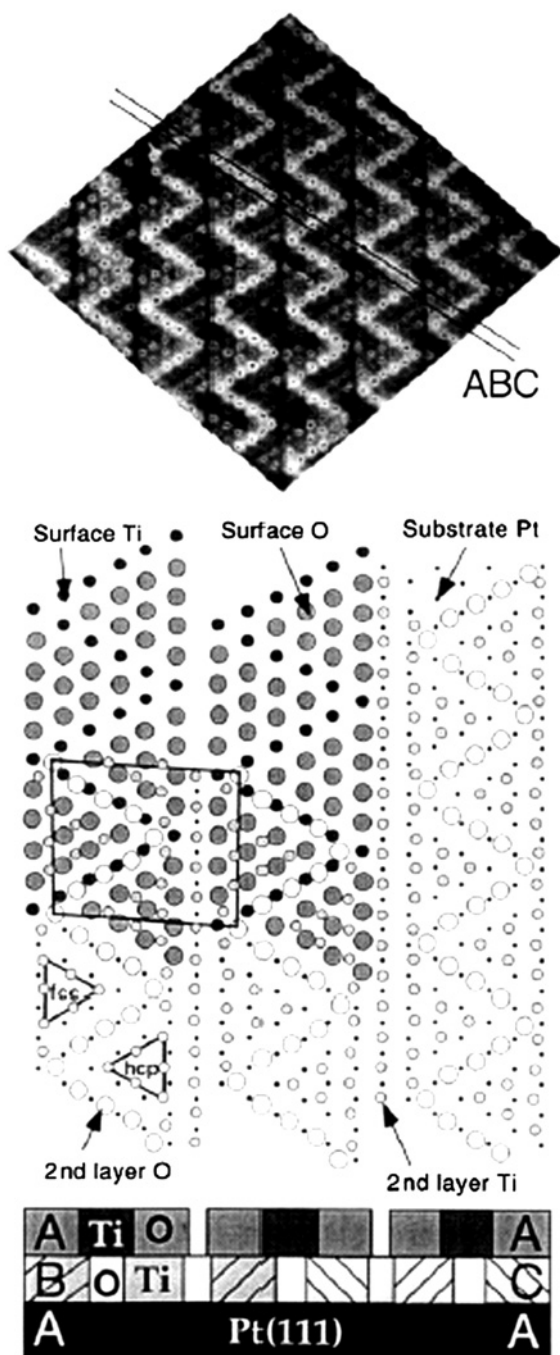 ABC
Surface Ti
Surface O
Substrate Pt
fcc
hcp
2nd layer O
2nd layer Ti
A Ti O A
B O Ti C
A Pt(111) A